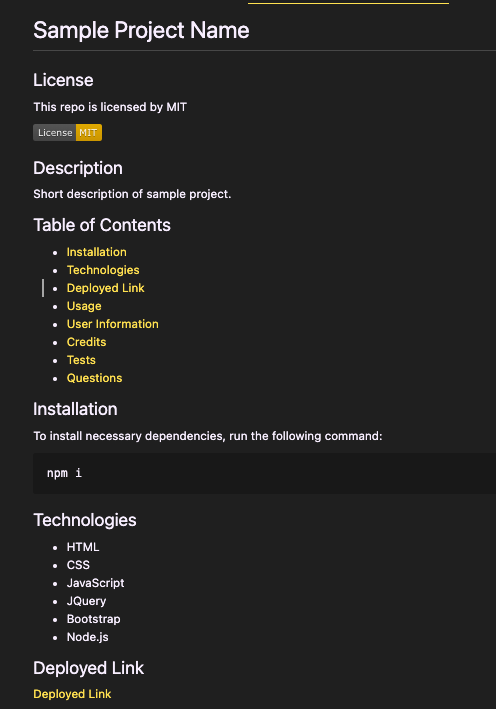 Sample Project Name
License
This repo is licensed by MIT
License MIT
Description
Short description of sample project.
Table of Contents
Installation
Technologies
Deployed Link
Usage
User Information
Credits
Tests
Questions
Installation
To install necessary dependencies, run the following command:
npm i
Technologies
HTML
CSS
JavaScript
JQuery
Bootstrap
Node.js
Deployed Link
Deployed Link